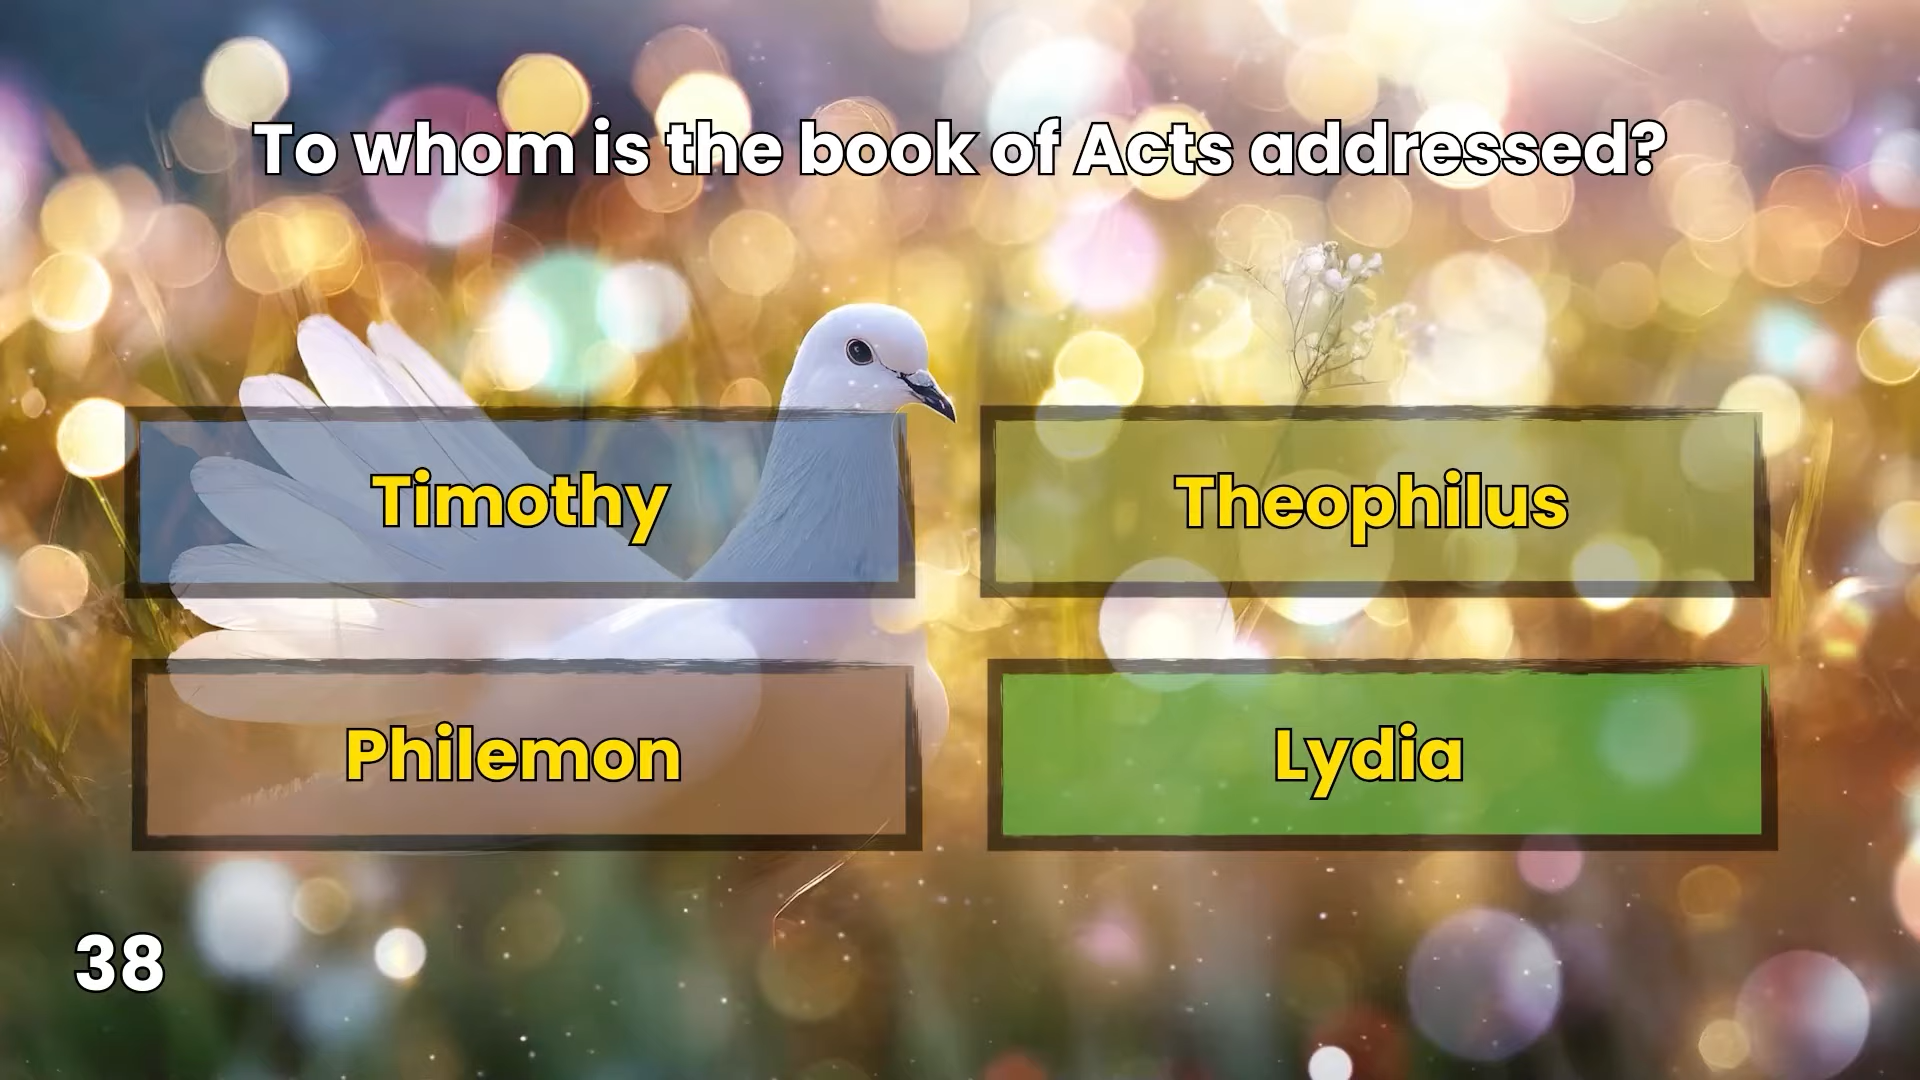 To whom is the book of Acts addressed?
Timothy
Theophilus
Philemon
Lydia
38